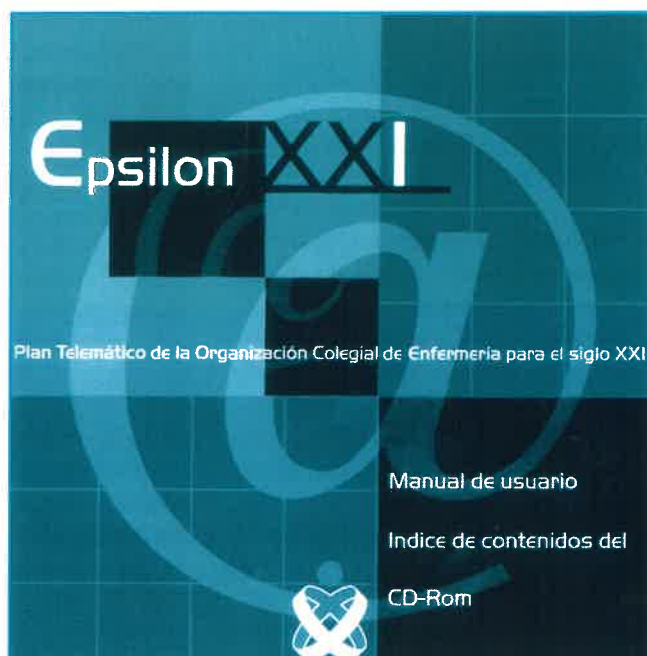 Epsilon XXI
Plan Telemático de la Organización Colegial de Enfermería para el siglo XXI
Manual de usuario
Indice de contenidos del
CD-Rom